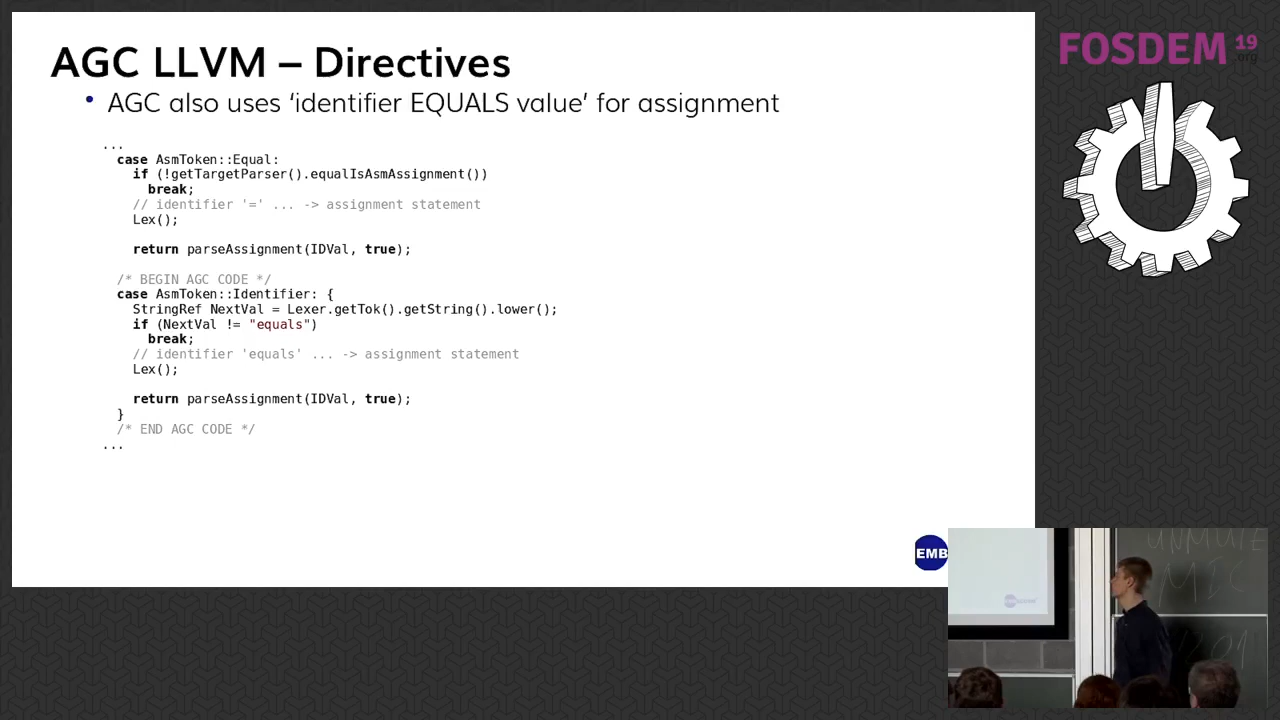 AGC LLVM – Directives
• AGC also uses ‘identifier EQUALS value’ for assignment
...
case AsmToken::Equal:
if (!getTargetParser().equalIsAsmAssignment())
break;
// identifier '=' ... -> assignment statement
Lex();
return parseAssignment(IDVal, true);
/* BEGIN AGC CODE */
case AsmToken::Identifier: {
StringRef NextVal = Lexer.getTok().getString().lower();
if (NextVal != "equals")
break;
// identifier 'equals' ... -> assignment statement
Lex();
return parseAssignment(IDVal, true);
}
/* END AGC CODE */
...
EMB
FOSDEM 19
.org
UNMUTE
MIC